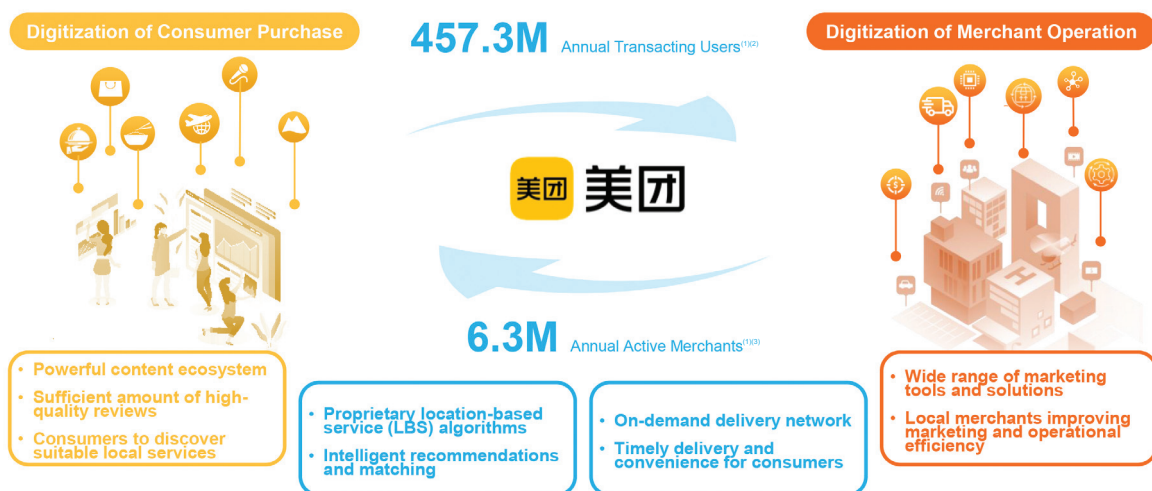 Digitization of Consumer Purchase
457.3M Annual Transacting Users(1)(2)
Digitization of Merchant Operation
美团 美团
H
6.3M Annual Active Merchants(1)(3)
• Powerful content ecosystem
• Sufficient amount of high-
quality reviews
• Consumers to discover
suitable local services
• Proprietary location-based
service (LBS) algorithms
• Intelligent recommendations
and matching
• On-demand delivery network
• Timely delivery and
convenience for consumers
• Wide range of marketing
tools and solutions
• Local merchants improving
marketing and operational
efficiency